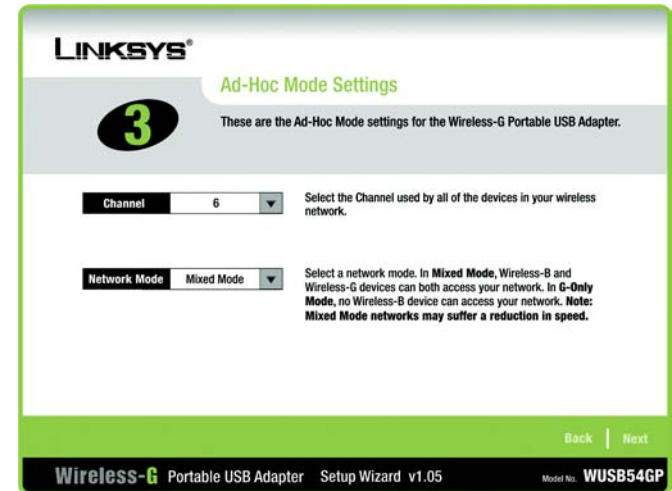 LINKSYS®
Ad-Hoc Mode Settings
3
These are the Ad-Hoc Mode settings for the Wireless-G Portable USB Adapter.
Channel 6
Select the Channel used by all of the devices in your wireless
network.
Network Mode Mixed Mode
Select a network mode. In Mixed Mode, Wireless-B and
Wireless-G devices can both access your network. In G-Only
Mode, no Wireless-B device can access your network. Note:
Mixed Mode networks may suffer a reduction in speed.
Back | Next
Wireless-G Portable USB Adapter Setup Wizard v1.05 Model No. WUSB54GP